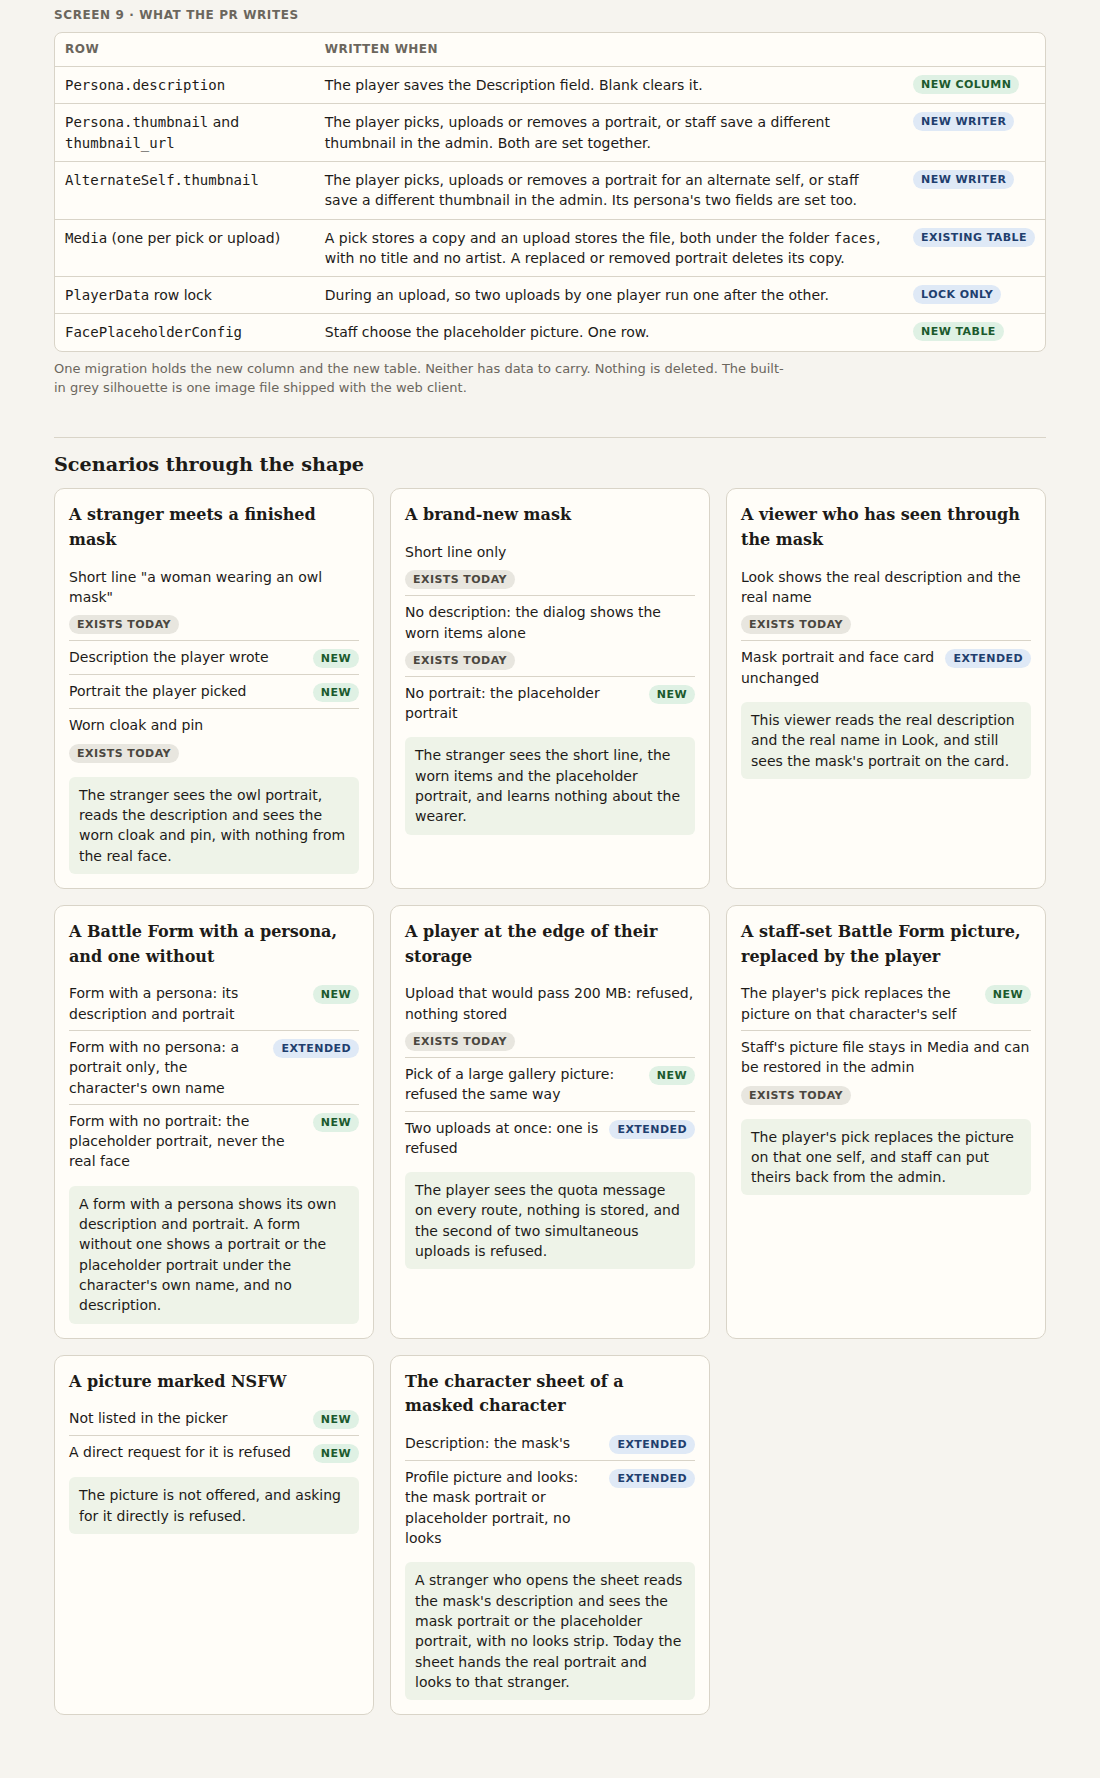 SCREEN 9 · WHAT THE PR WRITES
ROW WRITTEN WHEN
Persona.description The player saves the Description field. Blank clears it. NEW COLUMN
Persona.thumbnail and The player picks, uploads or removes a portrait, or staff save a different NEW WRITER
thumbnail_url thumbnail in the admin. Both are set together.
AlternateSelf.thumbnail The player picks, uploads or removes a portrait for an alternate self, or staff NEW WRITER
save a different thumbnail in the admin. Its persona's two fields are set too.
Media (one per pick or upload) A pick stores a copy and an upload stores the file, both under the folder faces, EXISTING TABLE
with no title and no artist. A replaced or removed portrait deletes its copy.
PlayerData row lock During an upload, so two uploads by one player run one after the other. LOCK ONLY
FacePlaceholderConfig Staff choose the placeholder picture. One row. NEW TABLE
One migration holds the new column and the new table. Neither has data to carry. Nothing is deleted. The built-
in grey silhouette is one image file shipped with the web client.
Scenarios through the shape
A stranger meets a finished
mask
Short line "a woman wearing an owl
mask"
EXISTS TODAY
Description the player wrote NEW
Portrait the player picked NEW
Worn cloak and pin
EXISTS TODAY
The stranger sees the owl portrait,
reads the description and sees the
worn cloak and pin, with nothing from
the real face.
A brand-new mask
Short line only
EXISTS TODAY
No description: the dialog shows the
worn items alone
EXISTS TODAY
No portrait: the placeholder NEW
portrait
The stranger sees the short line, the
worn items and the placeholder
portrait, and learns nothing about the
wearer.
A viewer who has seen through
the mask
Look shows the real description and the
real name
EXISTS TODAY
Mask portrait and face card EXTENDED
unchanged
This viewer reads the real description
and the real name in Look, and still
sees the mask's portrait on the card.
A Battle Form with a persona,
and one without
Form with a persona: its NEW
description and portrait
Form with no persona: a EXTENDED
portrait only, the
character's own name
Form with no portrait: the NEW
placeholder portrait, never the
real face
A form with a persona shows its own
description and portrait. A form
without one shows a portrait or the
placeholder portrait under the
character's own name, and no
description.
A player at the edge of their
storage
Upload that would pass 200 MB: refused,
nothing stored
EXISTS TODAY
Pick of a large gallery picture: NEW
refused the same way
Two uploads at once: one is EXTENDED
refused
The player sees the quota message
on every route, nothing is stored, and
the second of two simultaneous
uploads is refused.
A staff-set Battle Form picture,
replaced by the player
The player's pick replaces the NEW
picture on that character's self
Staff's picture file stays in Media and can
be restored in the admin
EXISTS TODAY
The player's pick replaces the picture
on that one self, and staff can put
theirs back from the admin.
A picture marked NSFW
Not listed in the picker NEW
A direct request for it is refused NEW
The picture is not offered, and asking
for it directly is refused.
The character sheet of a
masked character
Description: the mask's EXTENDED
Profile picture and looks: EXTENDED
the mask portrait or
placeholder portrait, no
looks
A stranger who opens the sheet reads
the mask's description and sees the
mask portrait or the placeholder
portrait, with no looks strip. Today the
sheet hands the real portrait and
looks to that stranger.